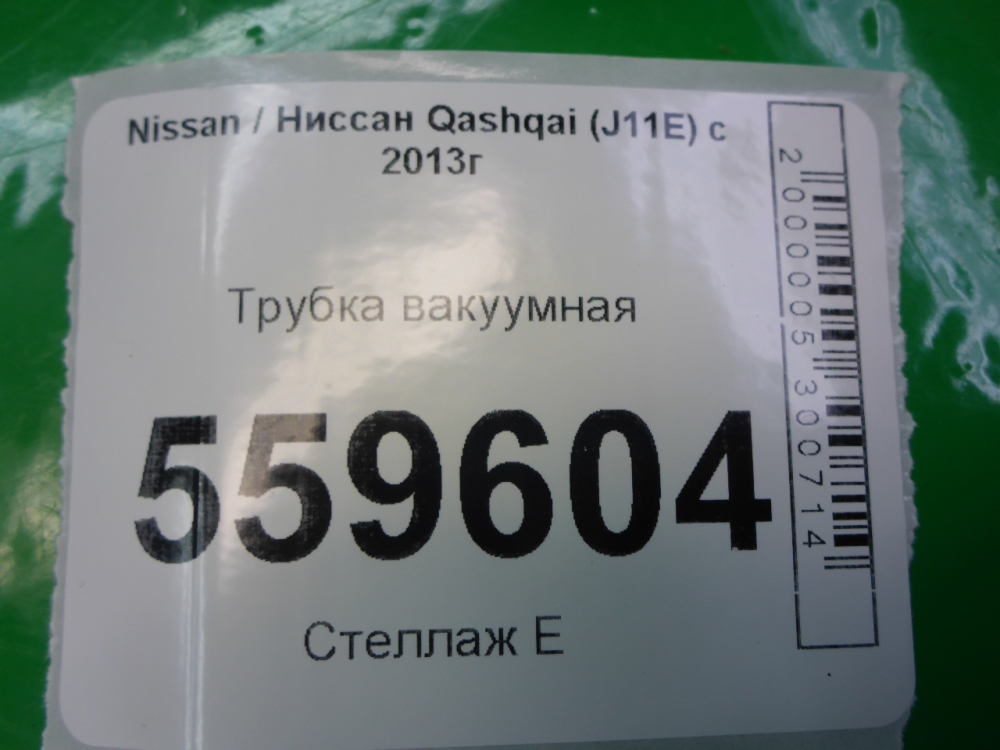 Nissan / Ниссан Qashqai (J11E) с
2013г
Трубка вакуумная
559604
Стеллаж Е
2000005300714